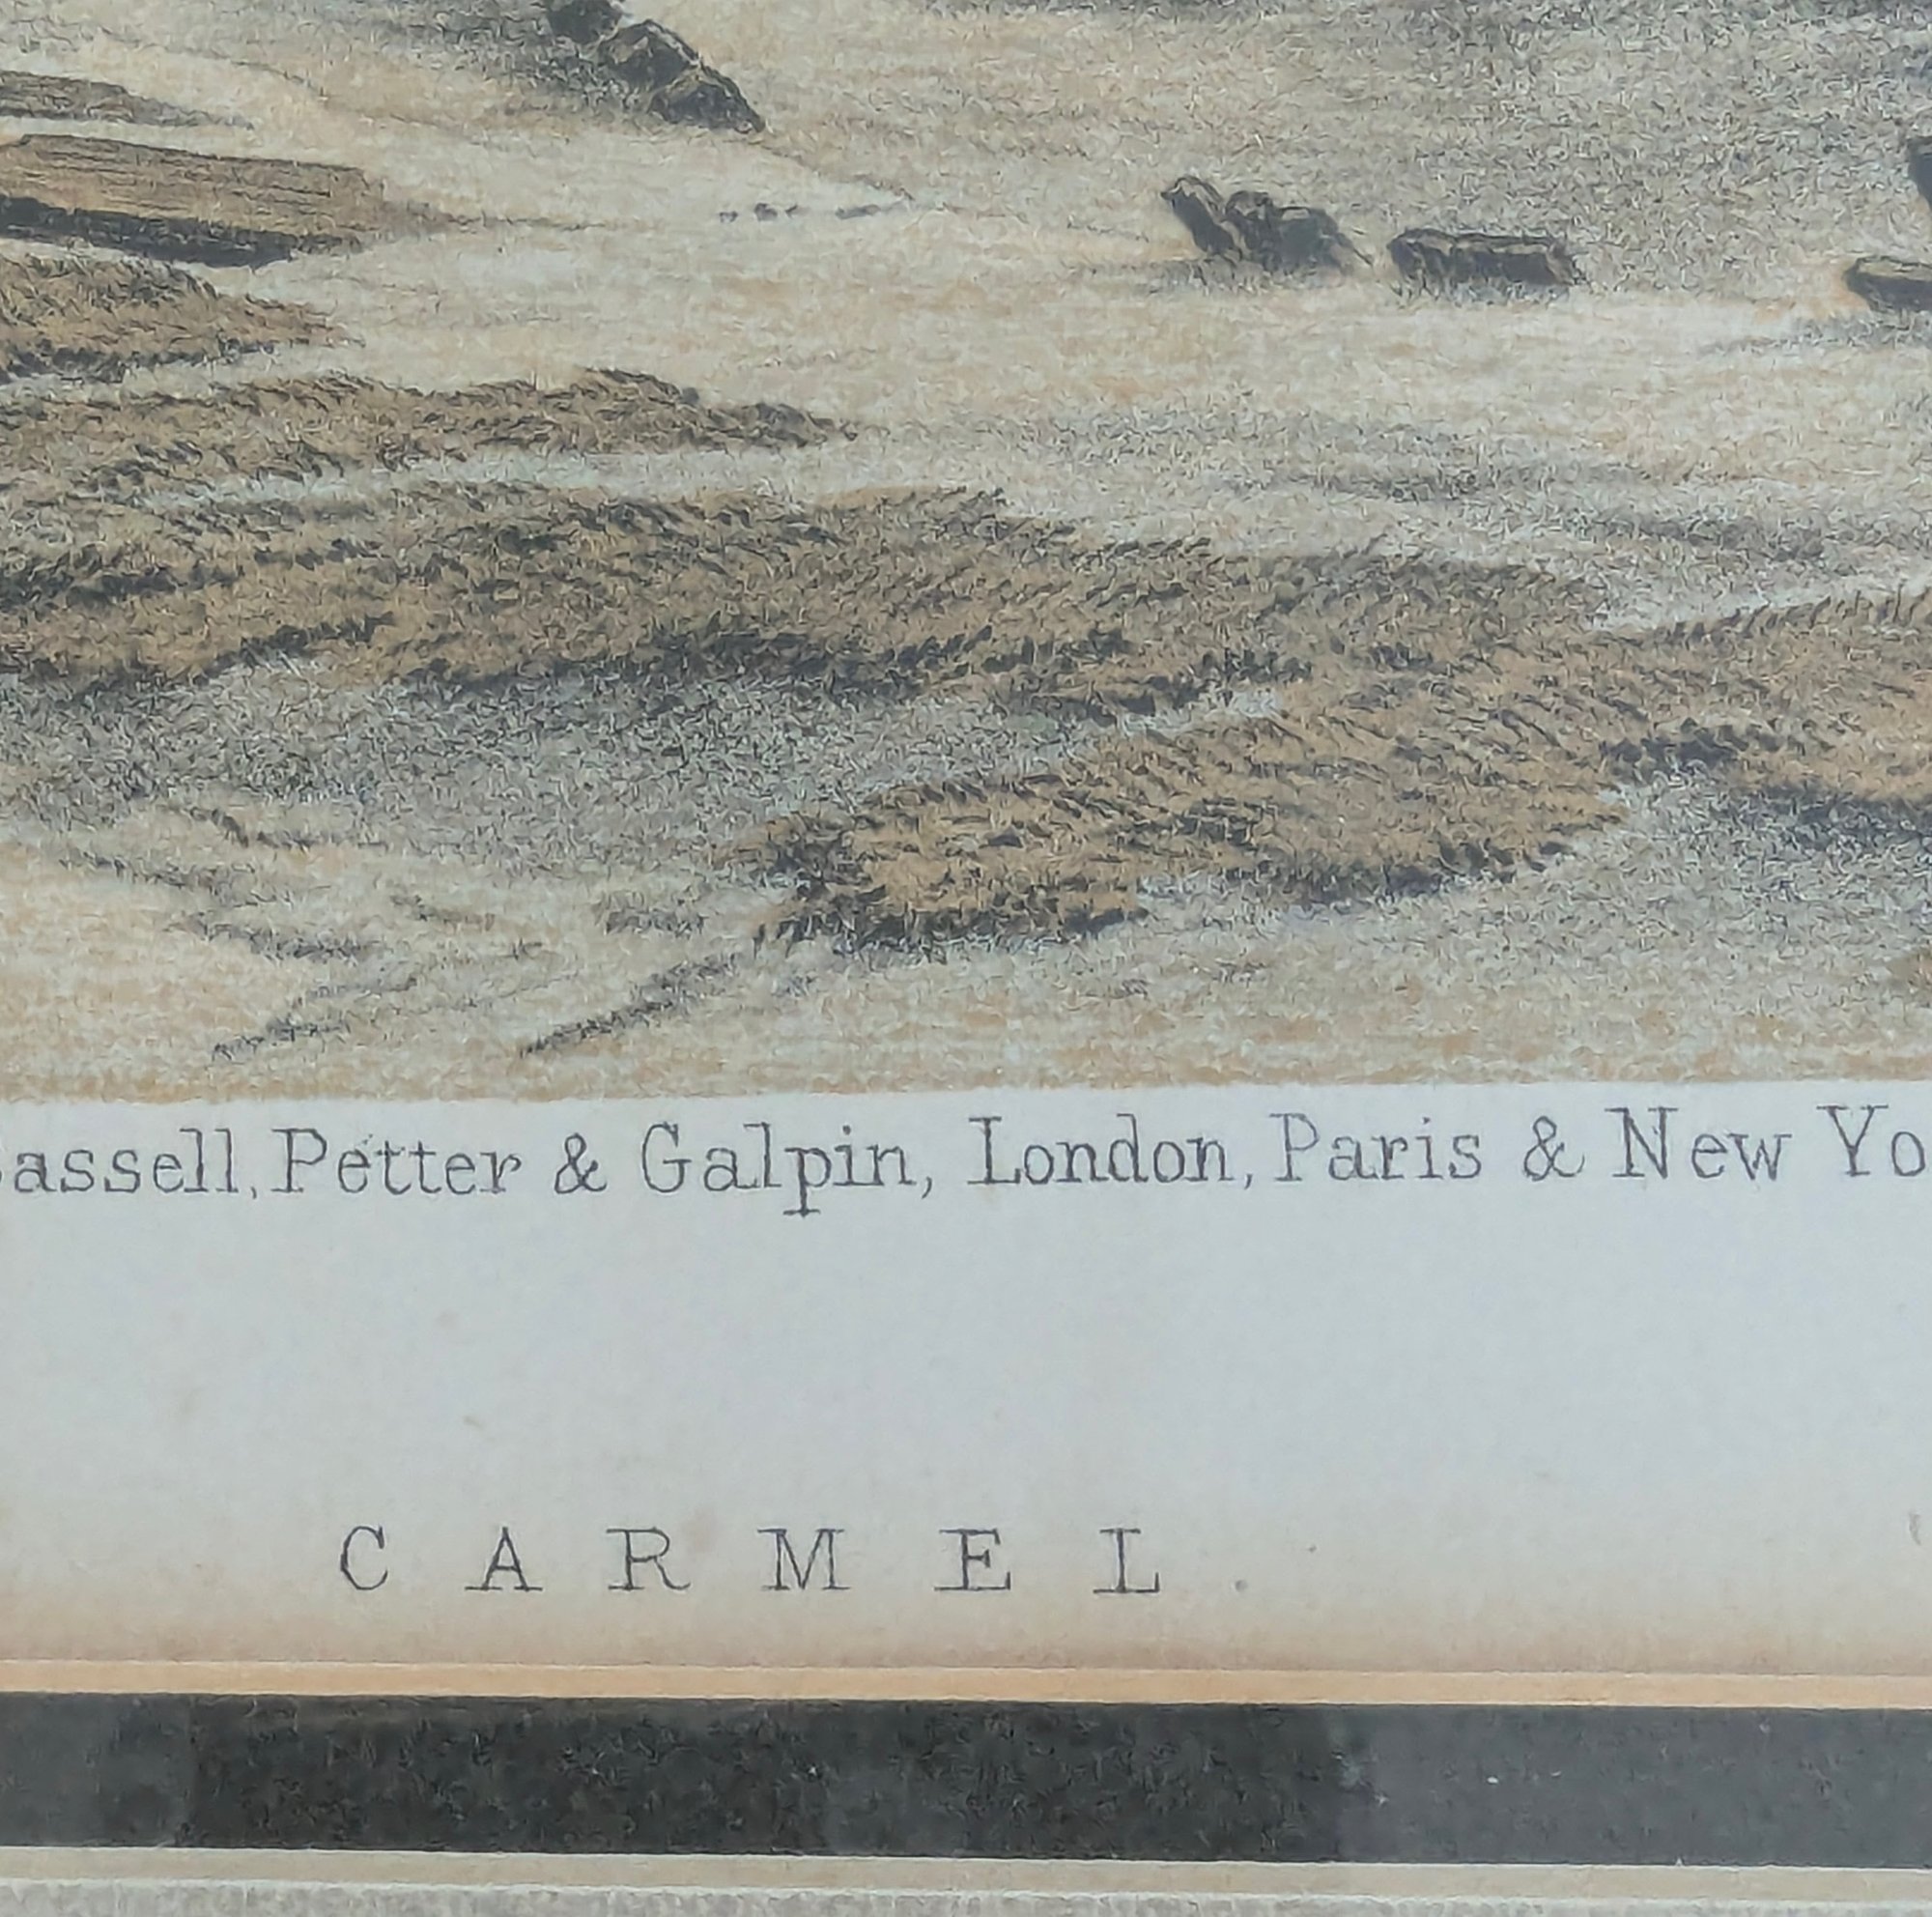 assell, Petter & Galpin, London, Paris & New Yo
CARMEL.